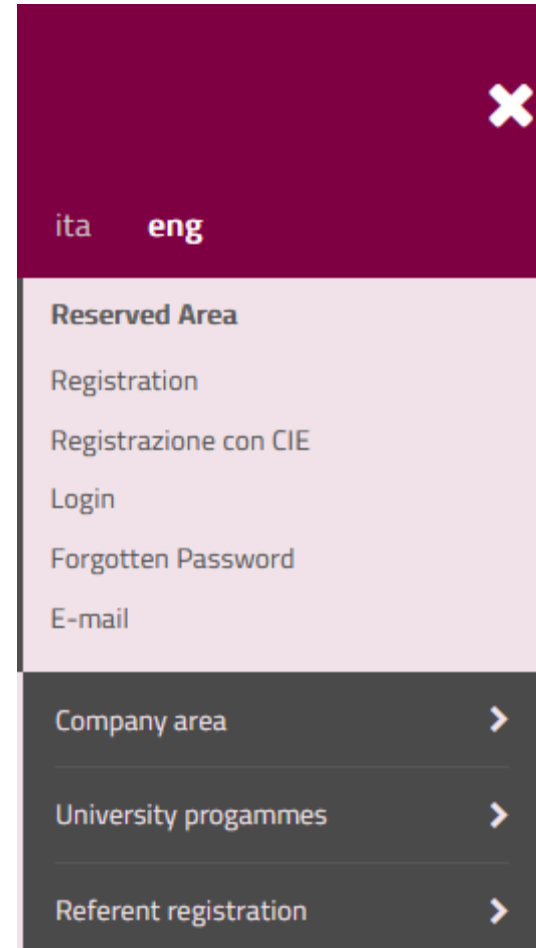 ita eng
Reserved Area
Registration
Registrazione con CIE
Login
Forgotten Password
E-mail
Company area
University progammes
Referent registration